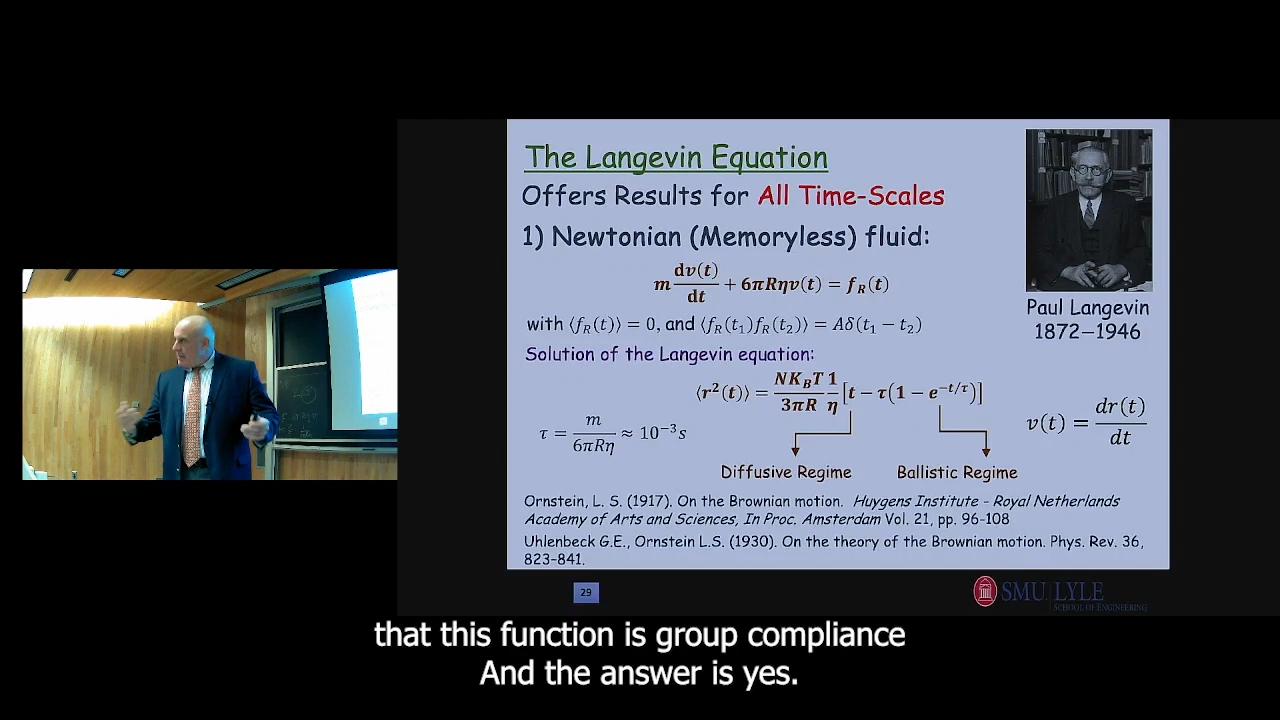 The Langevin Equation
Offers Results for All Time-Scales
1) Newtonian (Memoryless) fluid:
m dv(t)/dt + 6πRηv(t) = f_R(t)
with ⟨f_R(t)⟩ = 0, and ⟨f_R(t₁)f_R(t₂)⟩ = Aδ(t₁ − t₂)
Solution of the Langevin equation:
⟨r²(t)⟩ = NK_BT/3πR 1/η [t − τ(1 − e^(−t/τ))]
τ = m/6πRη ≈ 10⁻³s
v(t) = dr(t)/dt
Diffusive Regime
Ballistic Regime
Paul Langevin
1872–1946
Ornstein, L. S. (1917). On the Brownian motion. Huygens Institute - Royal Netherlands
Academy of Arts and Sciences, In Proc. Amsterdam Vol. 21, pp. 96-108
Uhlenbeck G.E., Ornstein L.S. (1930). On the theory of the Brownian motion. Phys. Rev. 36,
823–841.
29
SMU LYLE
SCHOOL OF ENGINEERING
that this function is group compliance
And the answer is yes.